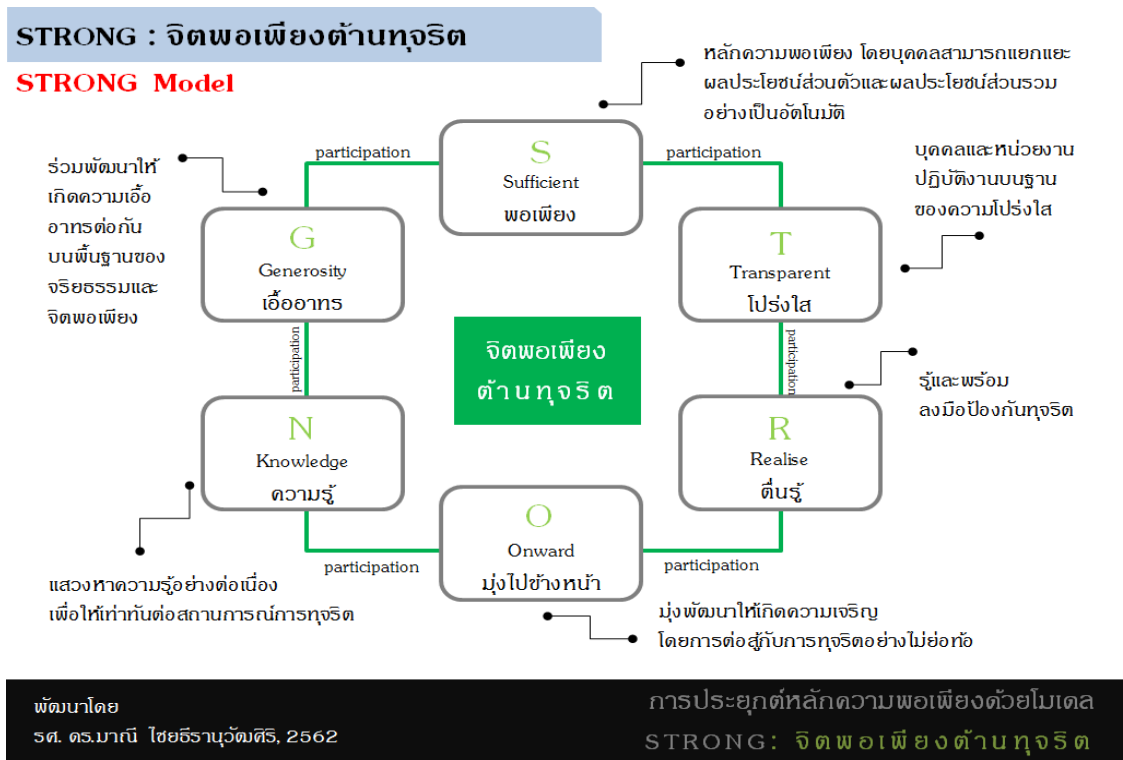 STRONG : จิตพอเพียงต้านทุจริต
STRONG Model
หลักความพอเพียง โดยบุคคลสามารถแยกแยะ
ผลประโยชน์ส่วนตัวและผลประโยชน์ส่วนรวม
อย่างเป็นอัตโนมัติ
participation
S
Sufficient
พอเพียง
participation
บุคคลและหน่วยงาน
ปฏิบัติงานบนฐาน
ของความโปร่งใส
ร่วมพัฒนาให้
เกิดความเอื้อ
อาทรต่อกัน
บนพื้นฐานของ
จริยธรรมและ
จิตพอเพียง
G
Generosity
เอื้ออาทร
T
Transparent
โปร่งใส
participation
จิตพอเพียง
ต้านทุจริต
participation
รู้และพร้อม
ลงมือป้องกันทุจริต
N
Knowledge
ความรู้
R
Realise
ตื่นรู้
O
Onward
มุ่งไปข้างหน้า
participation
participation
แสวงหาความรู้อย่างต่อเนื่อง
เพื่อให้เท่าทันต่อสถานการณ์การทุจริต
มุ่งพัฒนาให้เกิดความเจริญ
โดยการต่อสู้กับการทุจริตอย่างไม่ย่อท้อ
พัฒนาโดย
รศ. ดร.มาณี ไชยธีรานุวัฒศิริ, 2562
การประยุกต์หลักความพอเพียงด้วยโมเดล
STRONG: จิตพอเพียงต้านทุจริต